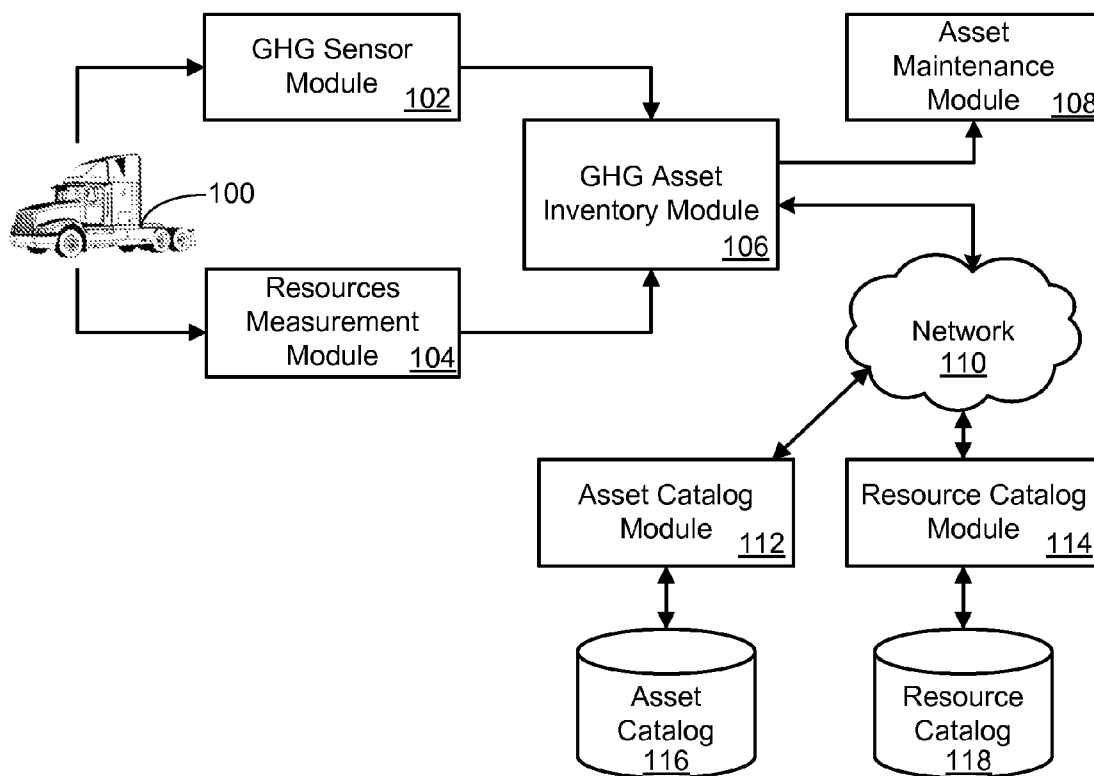 GHG Sensor
Module
102
Asset
Maintenance
Module
108
100
GHG Asset
Inventory Module
106
Resources
Measurement
Module
104
Network
110
Asset Catalog
Module
112
Resource Catalog
Module
114
Asset
Catalog
116
Resource
Catalog
118